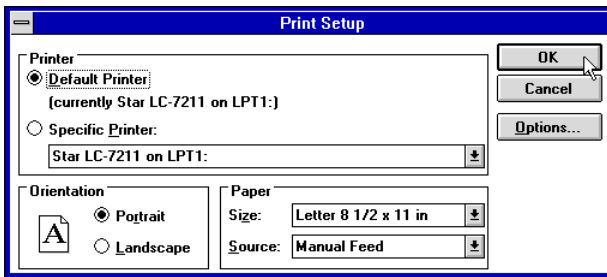 Print Setup
Printer
Default Printer
(currently Star LC-7211 on LPT1:)
Specific Printer:
Star LC-7211 on LPT1:
OK
Cancel
Options...
Orientation
A
Portrait
Landscape
Paper
Size: Letter 8 1/2 x 11 in
Source: Manual Feed